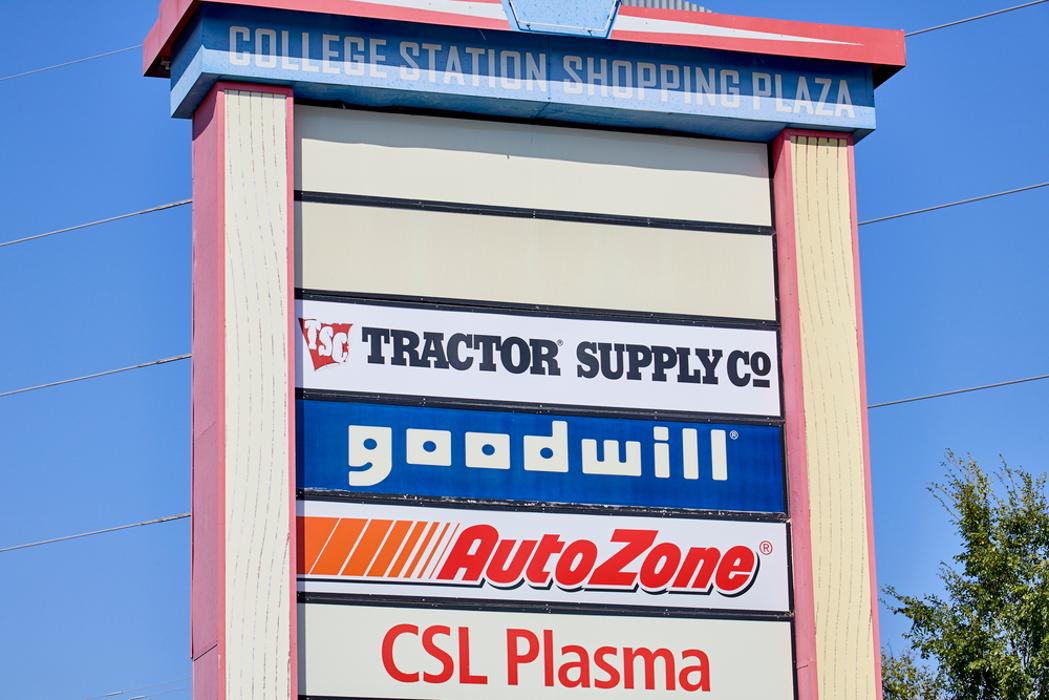 COLLEGE STATION SHOPPING PLAZA
TSC TRACTOR® SUPPLY Cº
goodwill®
AutoZone®
CSL Plasma